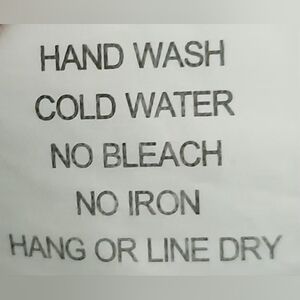 HAND WASH
COLD WATER
NO BLEACH
NO IRON
HANG OR LINE DRY